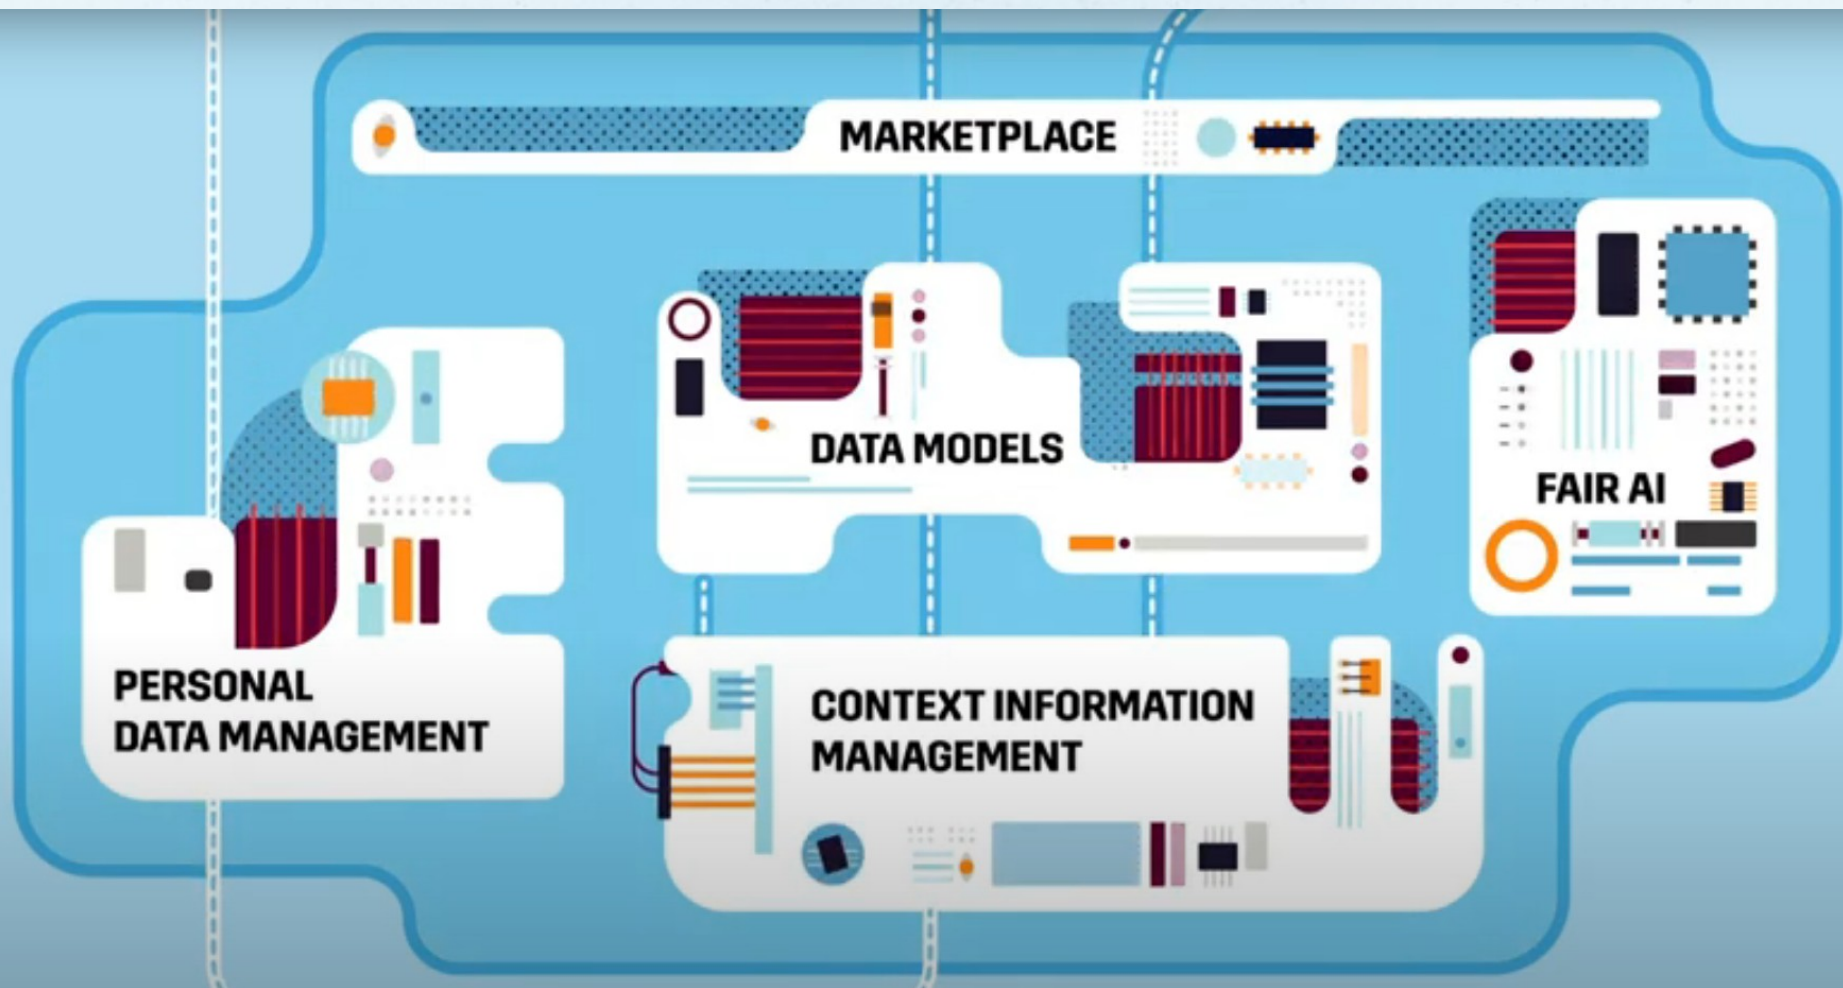 MARKETPLACE
DATA MODELS
FAIR AI
PERSONAL
DATA MANAGEMENT
CONTEXT INFORMATION
MANAGEMENT